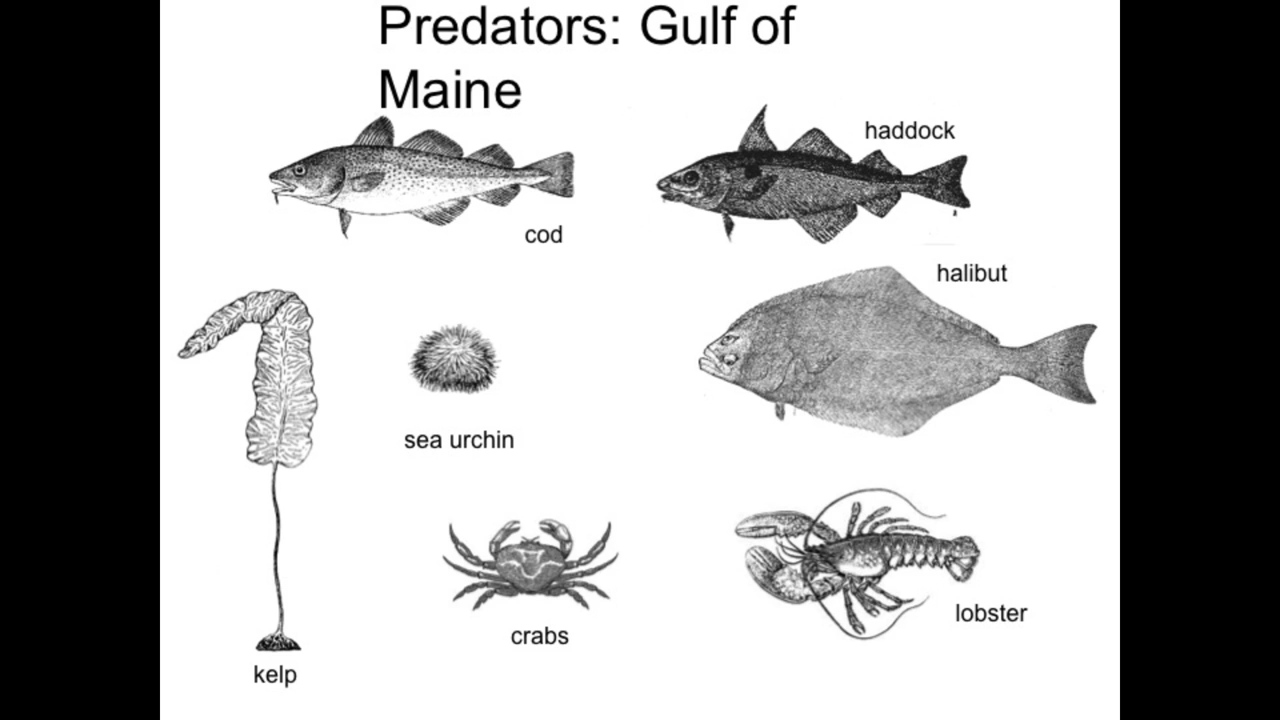 Predators: Gulf of
Maine
haddock
cod
halibut
sea urchin
lobster
crabs
kelp